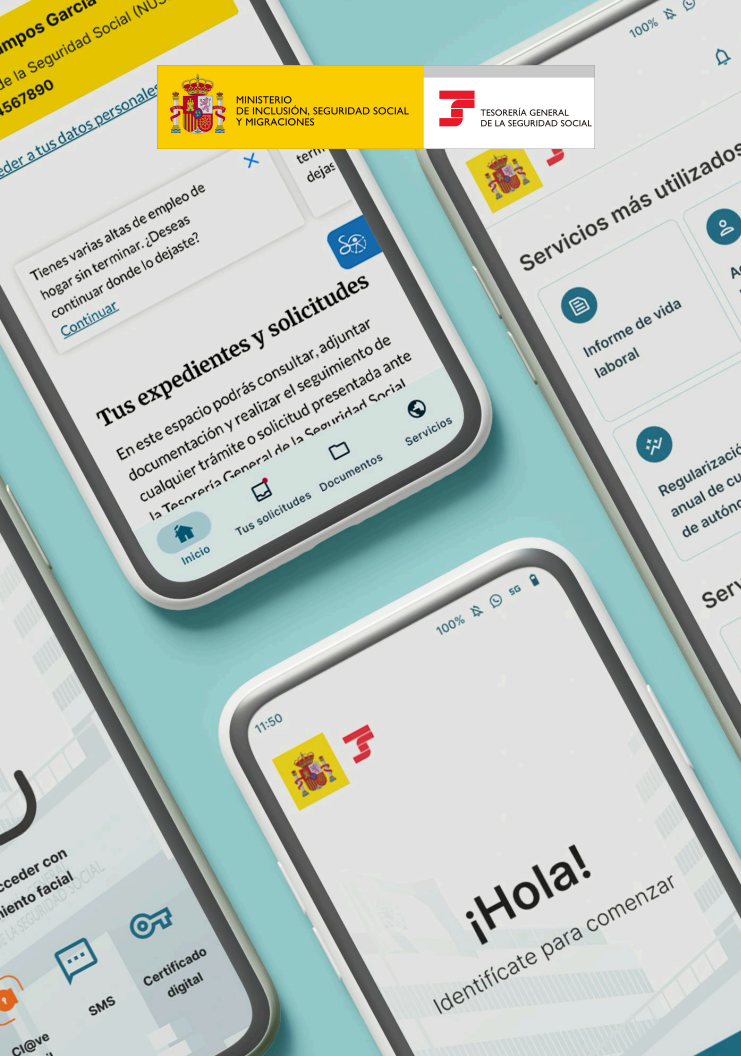 MINISTERIO
DE INCLUSIÓN, SEGURIDAD SOCIAL
Y MIGRACIONES
TESORERÍA GENERAL
DE LA SEGURIDAD SOCIAL
mpos García
de la Seguridad Social (NUS
4567890
eder a tus datos personales
Tienes varias altas de empleo de
hogar sin terminar. ¿Deseas
continuar donde lo dejaste?
Continuar
term
dejas
Tus expedientes y solicitudes
En este espacio podrás consultar, adjuntar
documentación y realizar el seguimiento de
cualquier trámite o solicitud presentada ante
la Tesorería General de la Seguridad Social
Inicio
Tus solicitudes
Documentos
Servicios
100%
Servicios más utilizados
Informe de vida
laboral
Regularizació
anual de cu
de autóno
Serv
100%
5G
11:50
¡Hola!
Identifícate para comenzar
cceder con
miento facial
Cl@ve
SMS
Certificado
digital